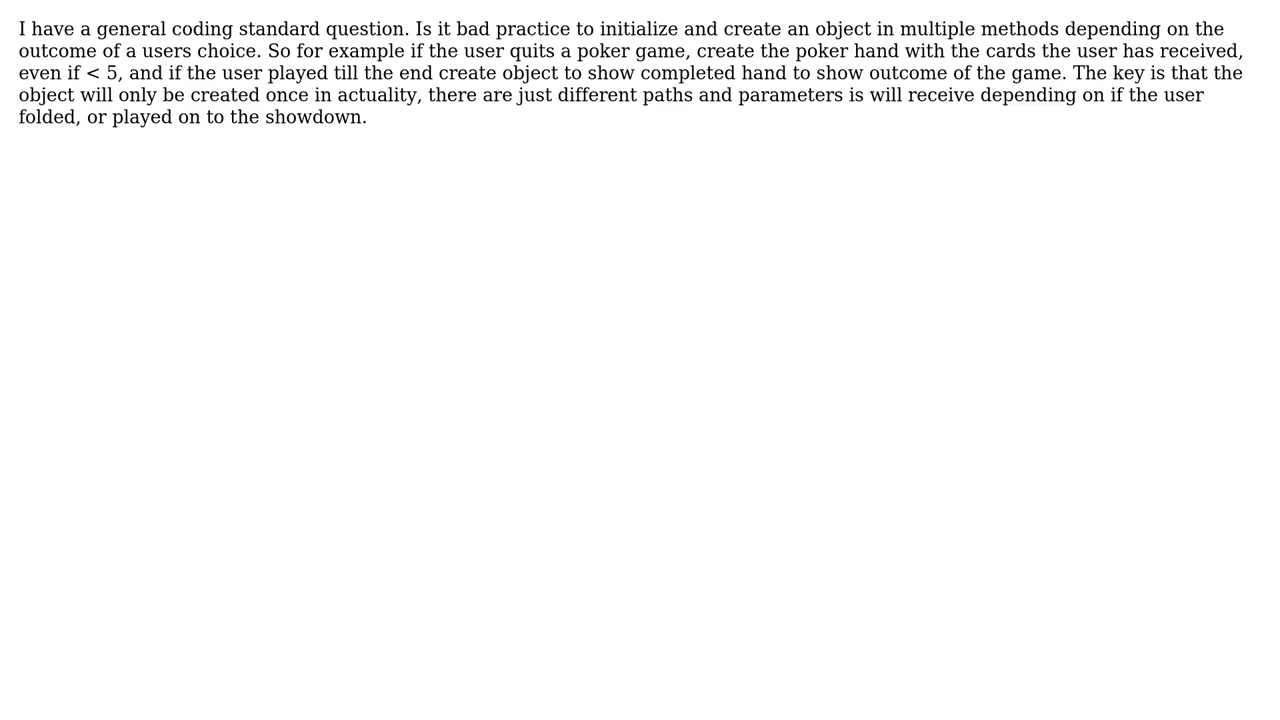 I have a general coding standard question. Is it bad practice to initialize and create an object in multiple methods depending on the
outcome of a users choice. So for example if the user quits a poker game, create the poker hand with the cards the user has received,
even if < 5, and if the user played till the end create object to show completed hand to show outcome of the game. The key is that the
object will only be created once in actuality, there are just different paths and parameters is will receive depending on if the user
folded, or played on to the showdown.